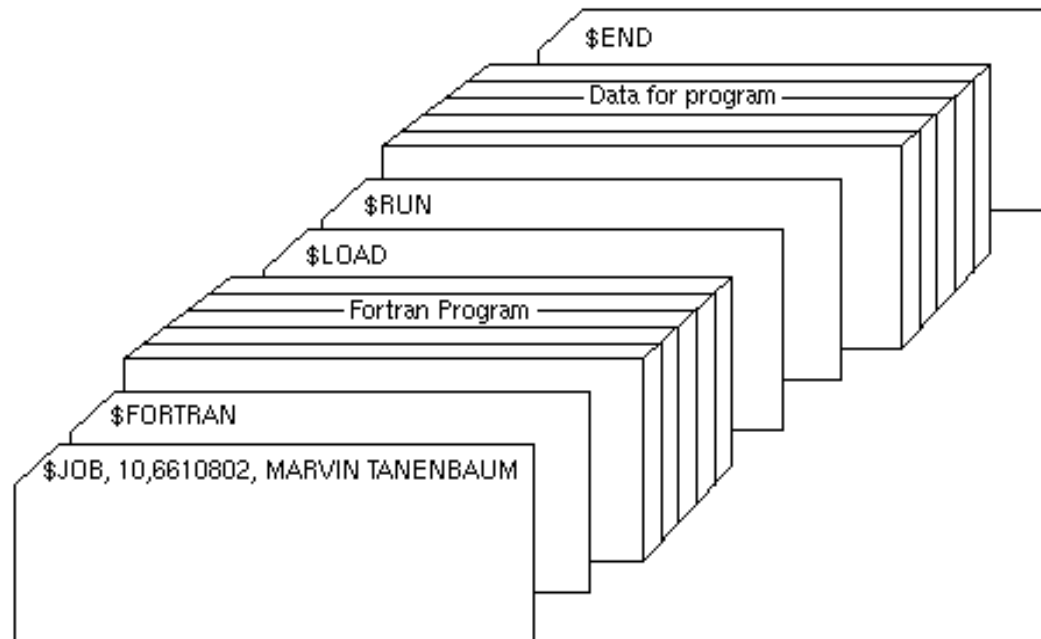 $END
Data for program
$RUN
$LOAD
Fortran Program
$FORTRAN
$JOB, 10,6610802, MARVIN TANENBAUM